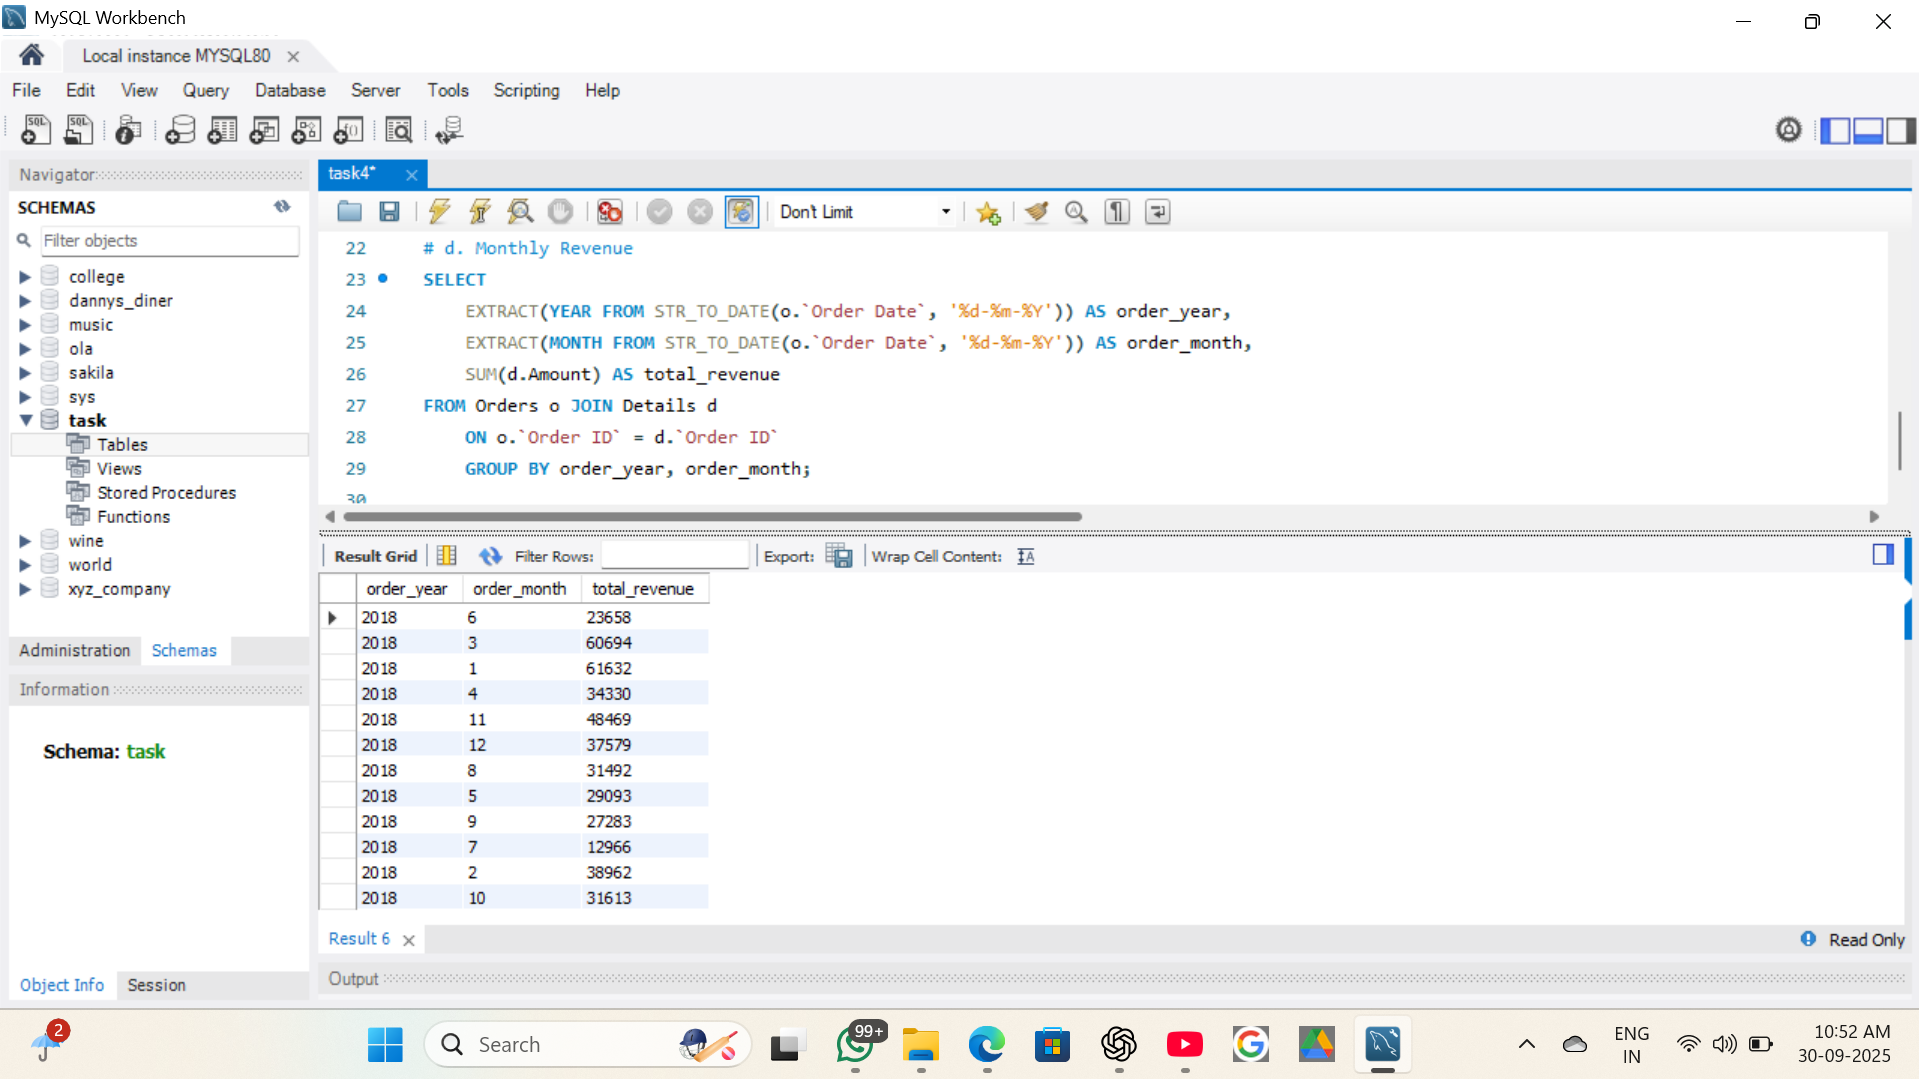 MySQL Workbench
Local instance MYSQL80
File Edit View Query Database Server Tools Scripting Help
Navigator
SCHEMAS
Filter objects
college
dannys_diner
music
ola
sakila
sys
task
Tables
Views
Stored Procedures
Functions
wine
world
xyz_company
Administration Schemas
Information
Schema: task
Object Info Session
task4*
Don't Limit
22 # d. Monthly Revenue
23 SELECT
24 EXTRACT(YEAR FROM STR_TO_DATE(o.`Order Date`, '%d-%m-%Y')) AS order_year,
25 EXTRACT(MONTH FROM STR_TO_DATE(o.`Order Date`, '%d-%m-%Y')) AS order_month,
26 SUM(d.Amount) AS total_revenue
27 FROM Orders o JOIN Details d
28 ON o.`Order ID` = d.`Order ID`
29 GROUP BY order_year, order_month;
30
Result Grid Filter Rows: Export: Wrap Cell Content:
order_year order_month total_revenue
2018 6 23658
2018 3 60694
2018 1 61632
2018 4 34330
2018 11 48469
2018 12 37579
2018 8 31492
2018 5 29093
2018 9 27283
2018 7 12966
2018 2 38962
2018 10 31613
Result 6 Read Only
Output
2
Search
99+
ENG
IN
10:52 AM
30-09-2025